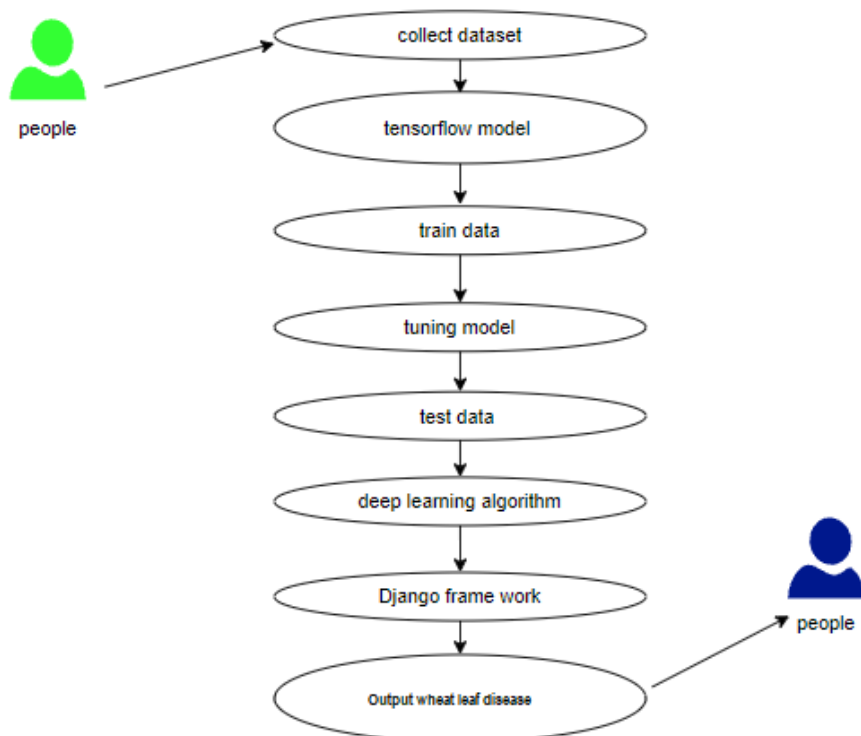 collect dataset
people
tensorflow model
train data
tuning model
test data
deep learning algorithm
Django frame work
people
Output wheat leaf disease